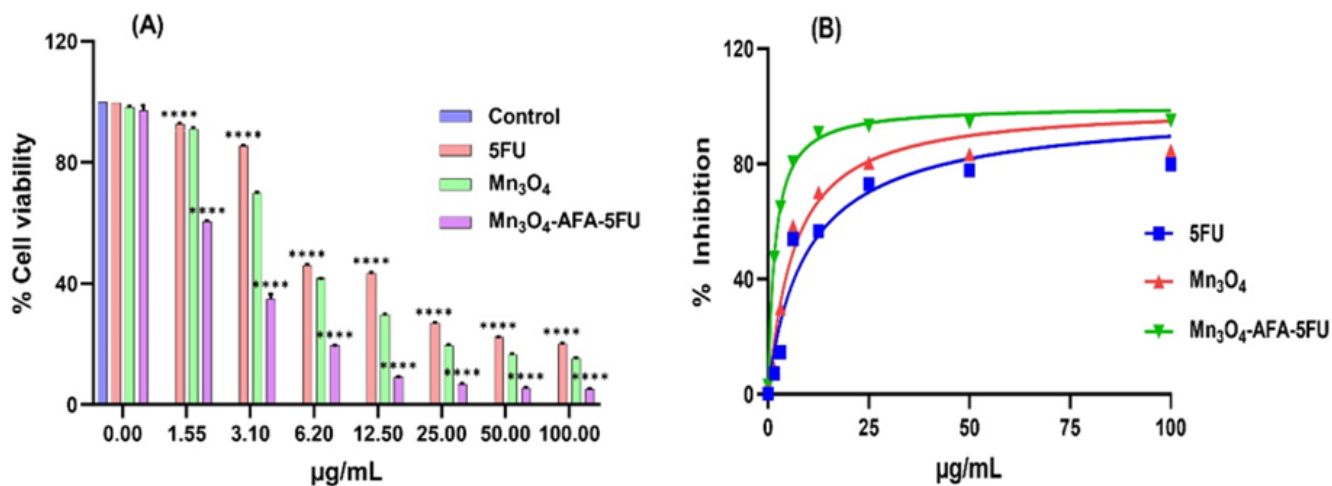 (A)
120
80
40
0
% Cell viability
****
****
****
****
****
****
****
****
****
****
****
****
****
****
Control
5FU
Mn₃O₄
Mn₃O₄-AFA-5FU
0.00 1.55 3.10 6.20 12.50 25.00 50.00 100.00
µg/mL
(B)
120
80
40
0
% Inhibition
5FU
Mn₃O₄
Mn₃O₄-AFA-5FU
0 25 50 75 100
µg/mL